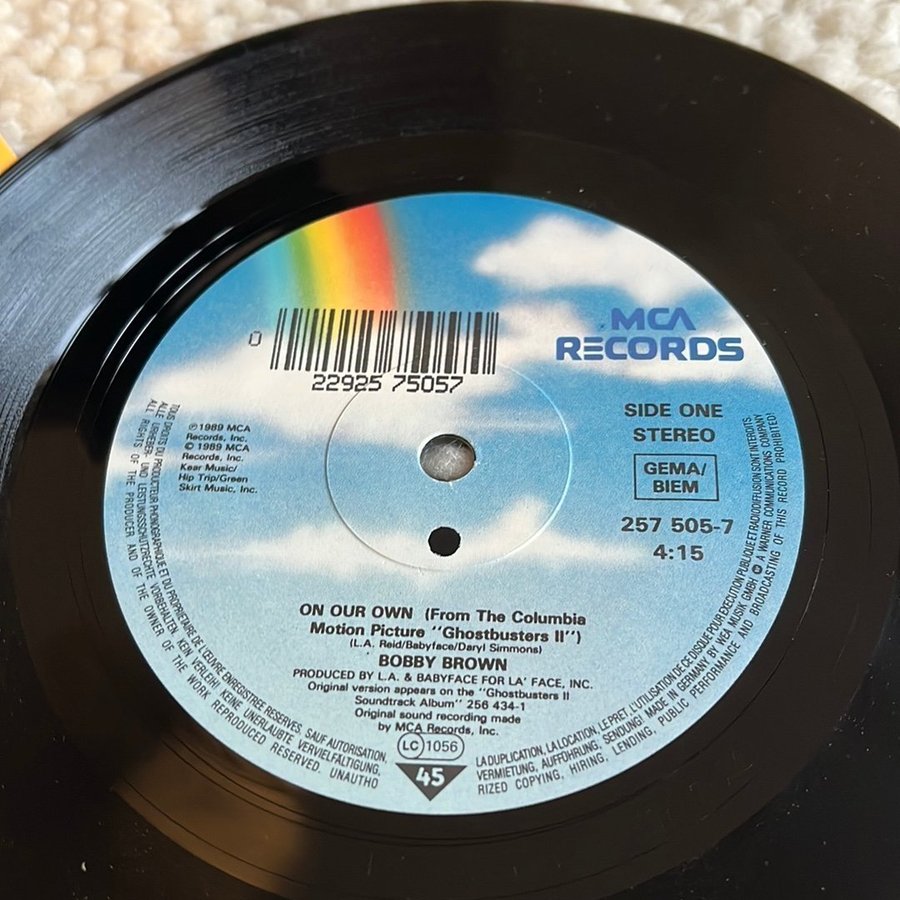 0
22925 75057
MCA
RECORDS
SIDE ONE
STEREO
GEMA/
BIEM
257 505-7
4:15
℗1989 MCA
Records, Inc.
© 1989 MCA
Records, Inc.
Kear Music/
Hip Trip/Green
Skirt Music, Inc.
ON OUR OWN (From The Columbia
Motion Picture "Ghostbusters II")
(L.A. Reid/Babyface/Daryl Simmons)
BOBBY BROWN
PRODUCED BY L.A. & BABYFACE FOR LA' FACE, INC.
Original version appears on the "Ghostbusters II
Soundtrack Album" 256 434-1
Original sound recording made
by MCA Records, Inc.
LC 1056
45
TOUS DROITS DU PRODUCTEUR PHONOGRAPHIQUE ET DU PROPRIETAIRE DE L'ŒUVRE ENREGISTREE RESERVES. SAUF AUTORISATION, LA DUPLICATION, LA LOCATION, LE PRET, L'UTILISATION DE CE DISQUE POUR EXECUTION PUBLIQUE ET RADIODIFFUSION SONT INTERDITS.
ALLE URHEBER- UND LEISTUNGSSCHUTZRECHTE VORBEHALTEN. KEIN VERLEIH! KEINE UNERLAUBTE VERVIELFÄLTIGUNG, VERMIETUNG, AUFFÜHRUNG, SENDUNG! MADE IN GERMANY BY WEA MUSIK GMBH A WARNER COMMUNICATIONS COMPANY
ALL RIGHTS OF THE PRODUCER AND OF THE OWNER OF THE WORK REPRODUCED RESERVED. UNAUTHORIZED COPYING, HIRING, LENDING, PUBLIC PERFORMANCE AND BROADCASTING OF THIS RECORD PROHIBITED!